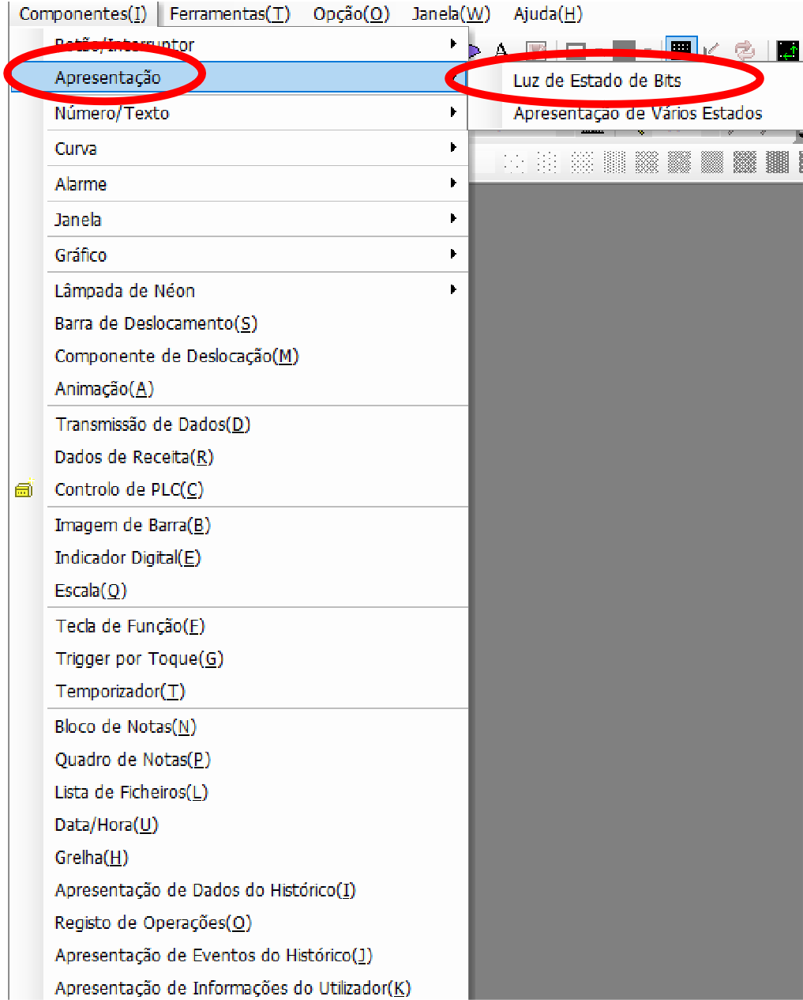 Componentes(I) Ferramentas(T) Opção(O) Janela(W) Ajuda(H)
Botão/Interruptor
Apresentação
Luz de Estado de Bits
Número/Texto
Apresentação de Vários Estados
Curva
Alarme
Janela
Gráfico
Lâmpada de Néon
Barra de Deslocamento(S)
Componente de Deslocação(M)
Animação(A)
Transmissão de Dados(D)
Dados de Receita(R)
Controlo de PLC(C)
Imagem de Barra(B)
Indicador Digital(E)
Escala(Q)
Tecla de Função(F)
Trigger por Toque(G)
Temporizador(T)
Bloco de Notas(N)
Quadro de Notas(P)
Lista de Ficheiros(L)
Data/Hora(U)
Grelha(H)
Apresentação de Dados do Histórico(I)
Registo de Operações(O)
Apresentação de Eventos do Histórico(J)
Apresentação de Informações do Utilizador(K)